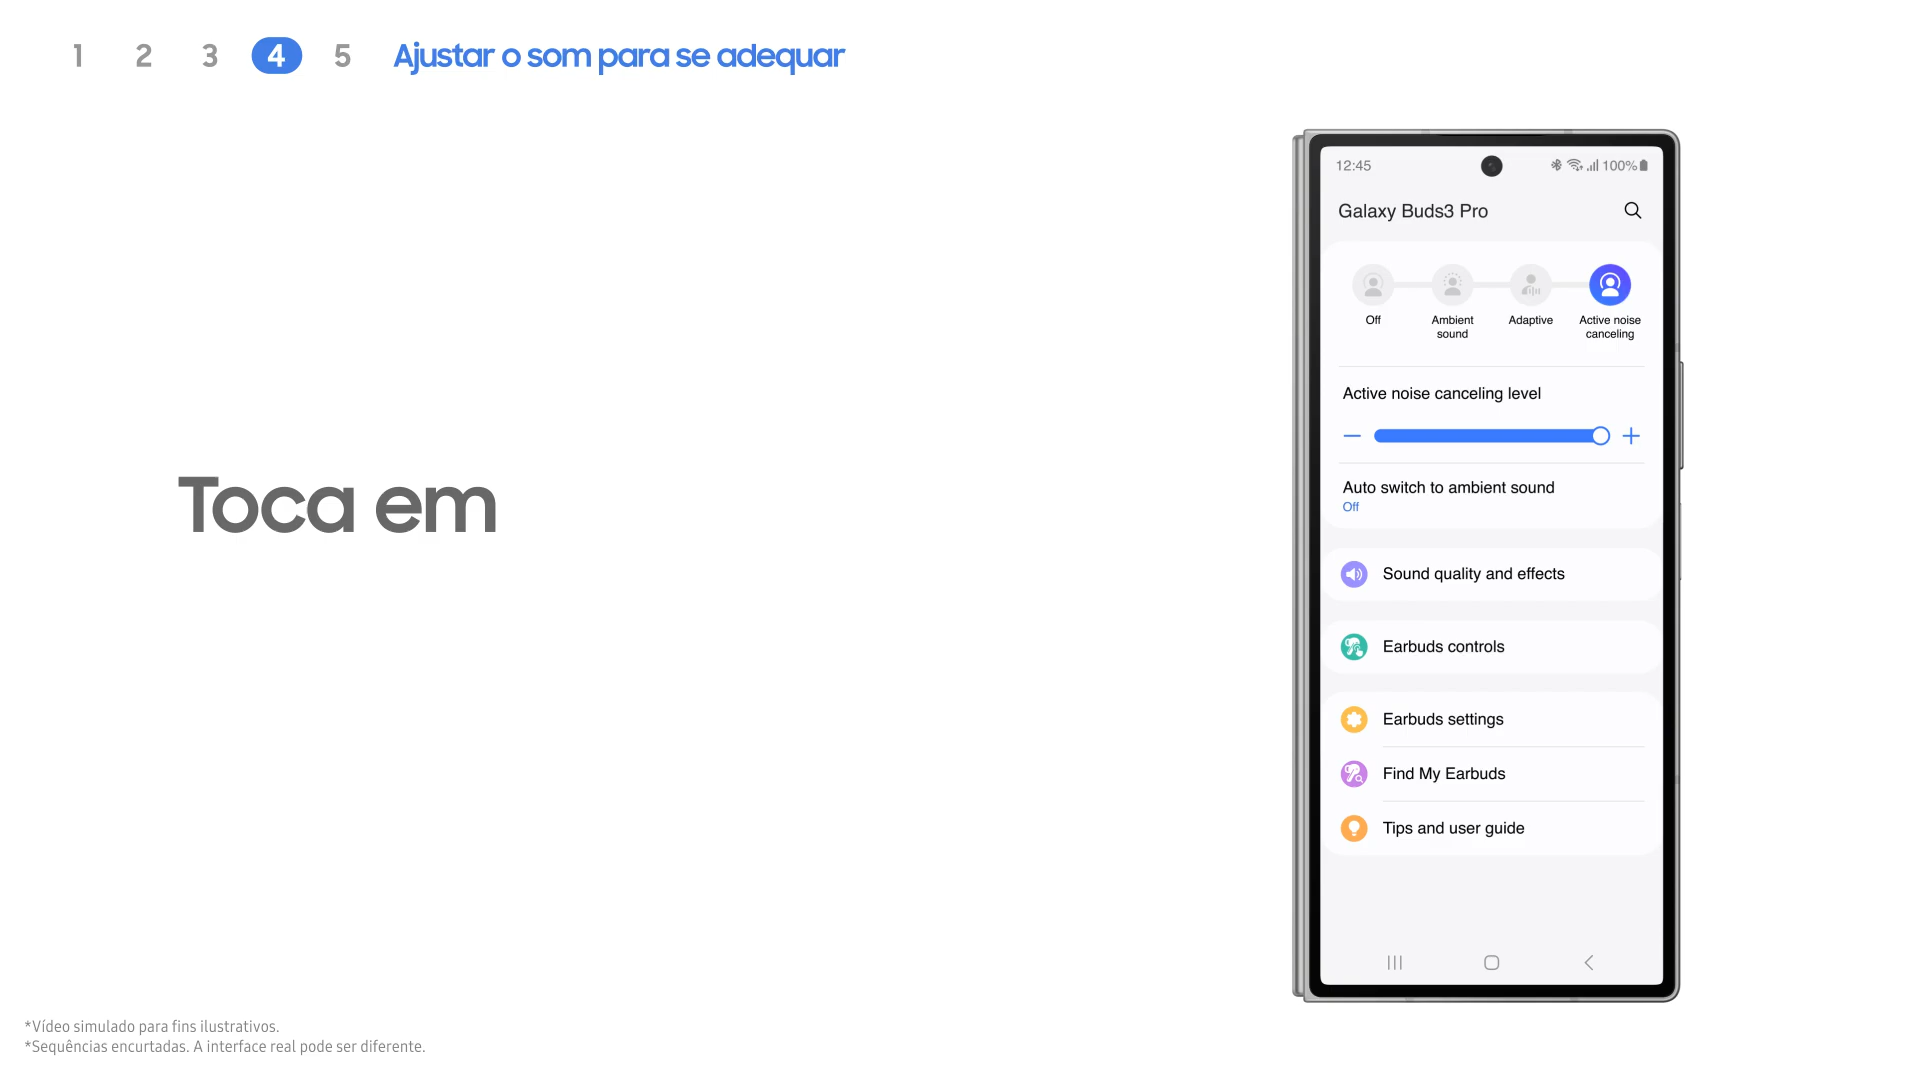 1 2 3 4 5 Ajustar o som para se adequar
12:45 100%
Galaxy Buds3 Pro
Off
Ambient sound
Adaptive
Active noise canceling
Active noise canceling level
Auto switch to ambient sound
Off
Sound quality and effects
Earbuds controls
Earbuds settings
Find My Earbuds
Tips and user guide
Toca em
*Vídeo simulado para fins ilustrativos.
*Sequências encurtadas. A interface real pode ser diferente.